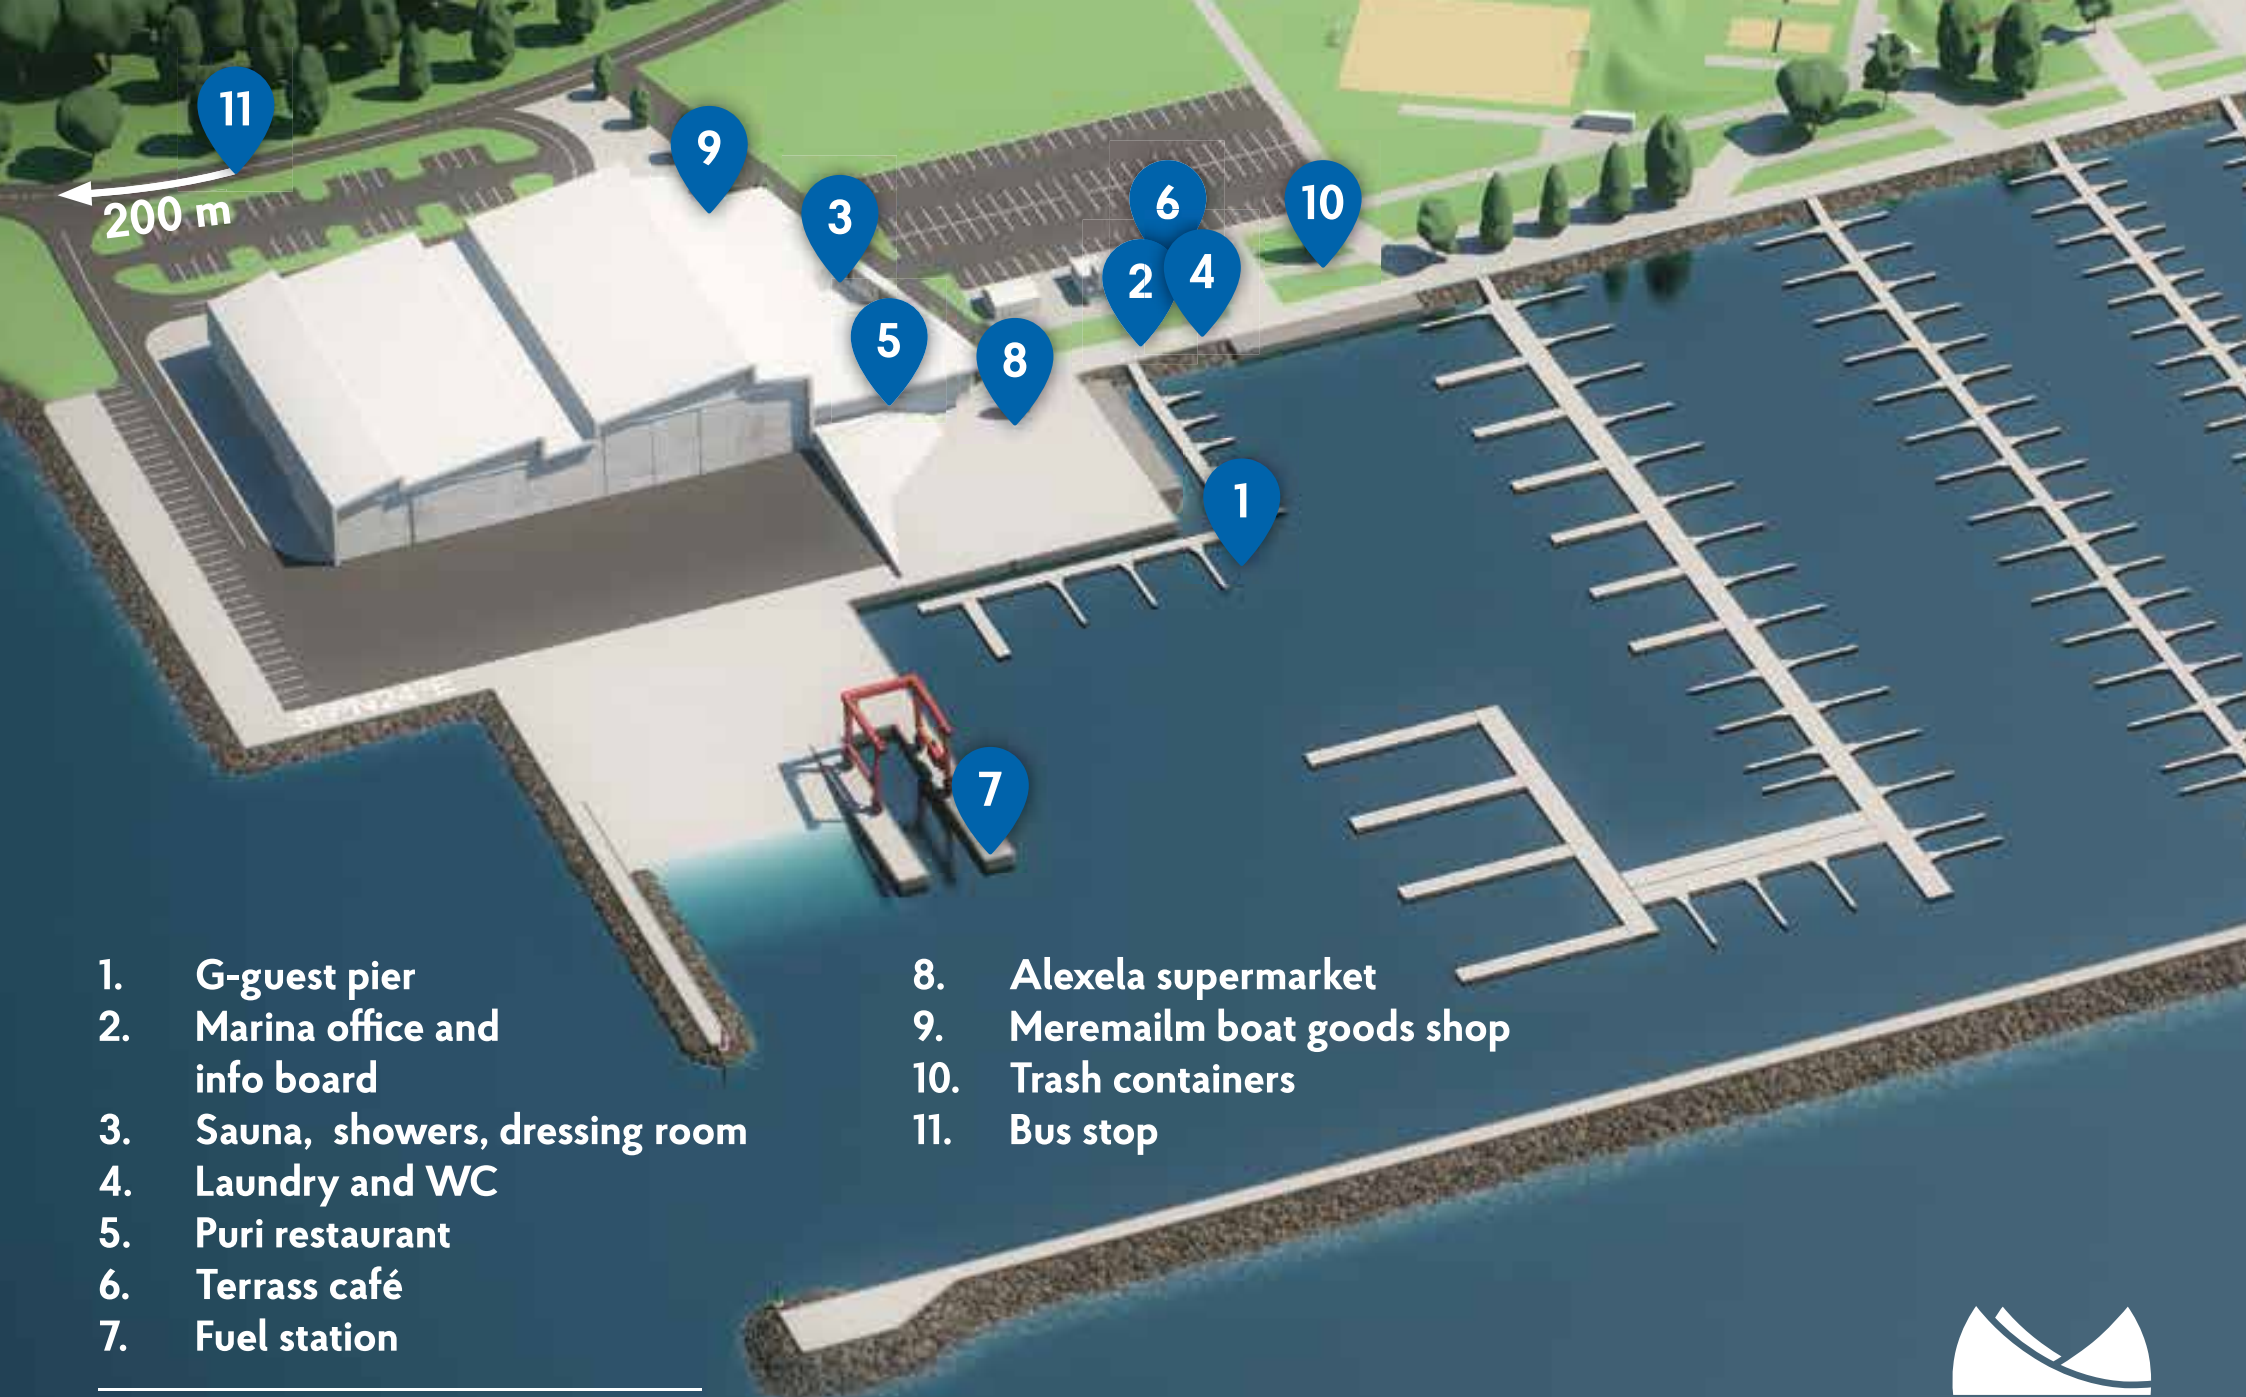 11
9
3
6
10
200 m
2
4
5
8
1
7
1. G-guest pier
2. Marina office and
info board
3. Sauna, showers, dressing room
4. Laundry and WC
5. Puri restaurant
6. Terrass café
7. Fuel station
8. Alexela supermarket
9. Meremailm boat goods shop
10. Trash containers
11. Bus stop